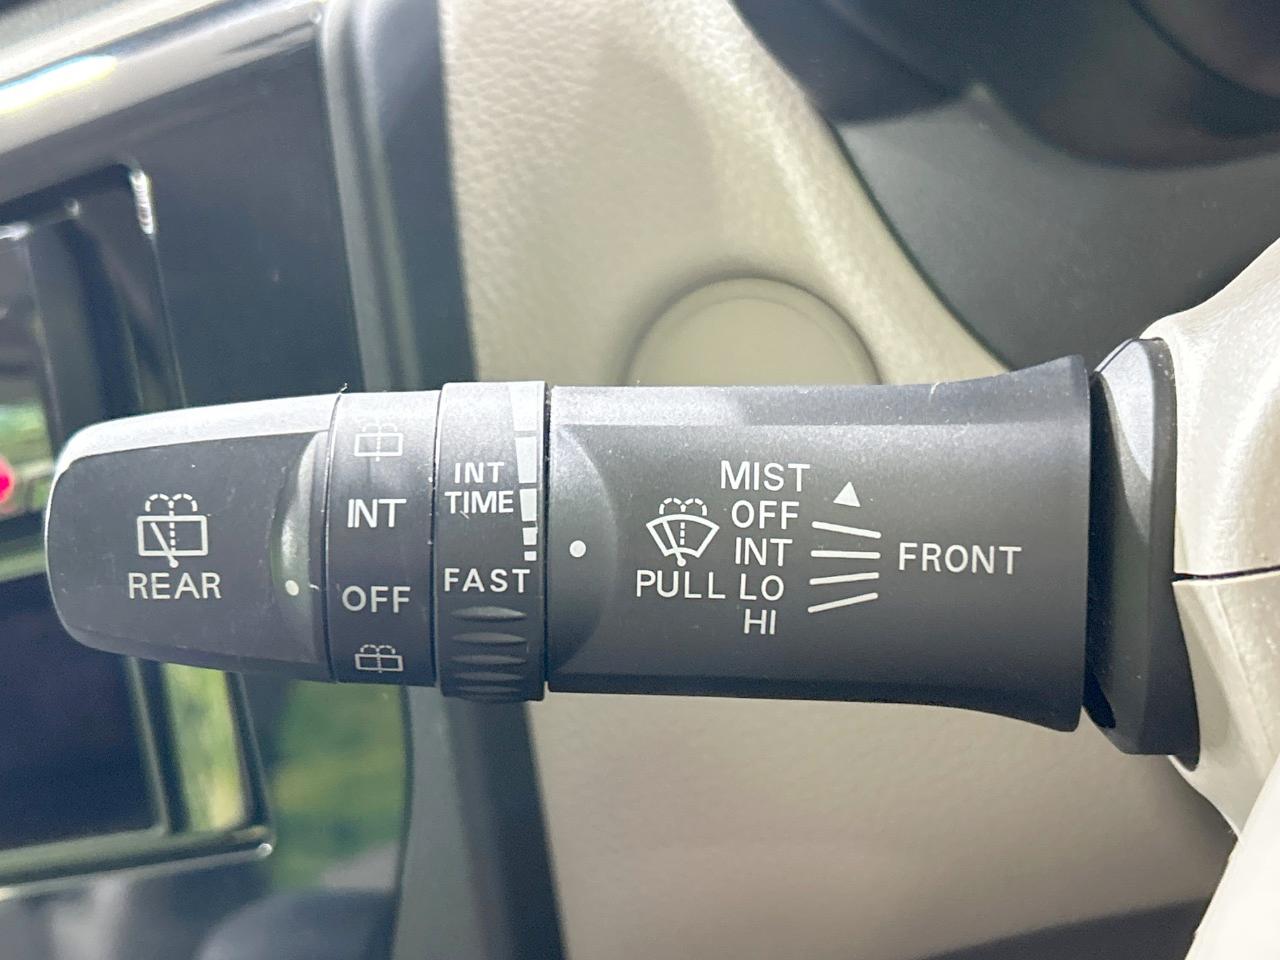 REAR
INT
OFF
INT
TIME
FAST
PULL
MIST
OFF
INT
LO
HI
FRONT